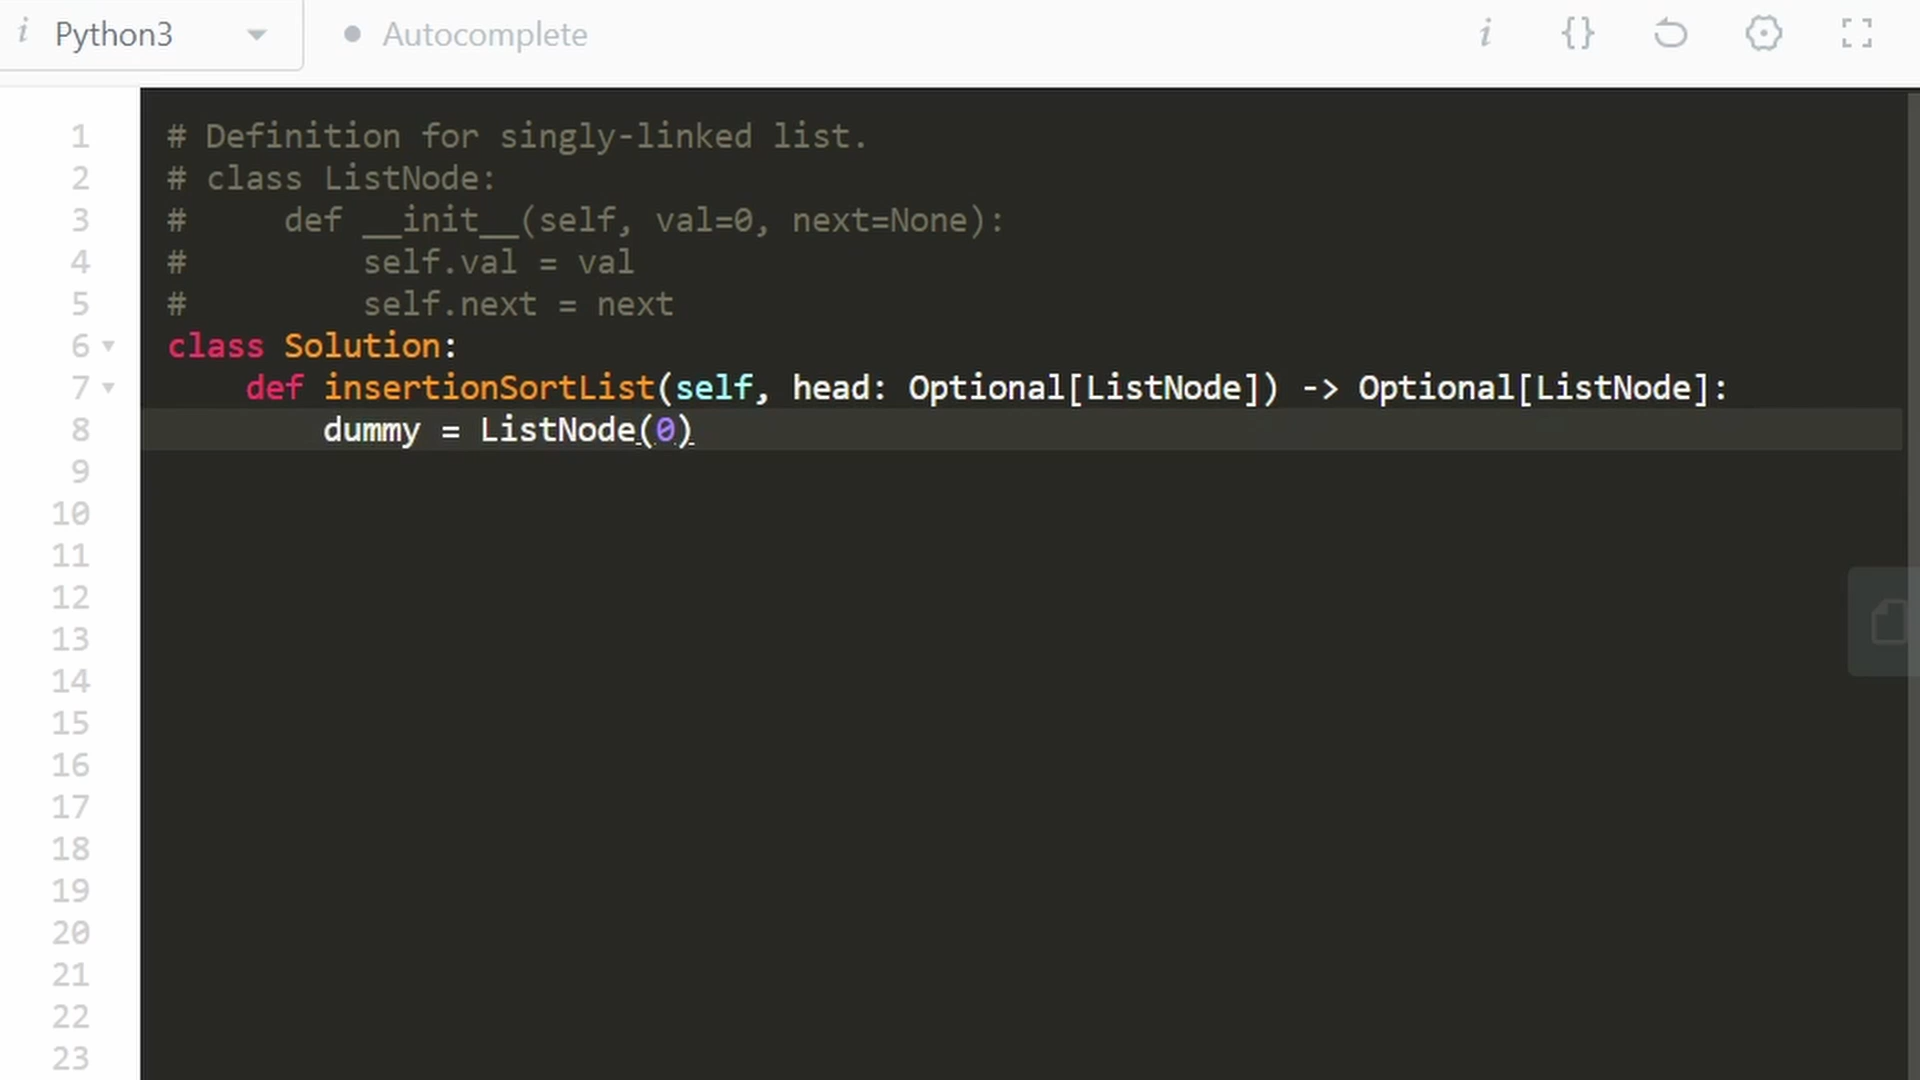 i Python3 Autocomplete i {}
1 # Definition for singly-linked list.
2 # class ListNode:
3 #     def __init__(self, val=0, next=None):
4 #         self.val = val
5 #         self.next = next
6 class Solution:
7     def insertionSortList(self, head: Optional[ListNode]) -> Optional[ListNode]:
8         dummy = ListNode(0)
9
10
11
12
13
14
15
16
17
18
19
20
21
22
23